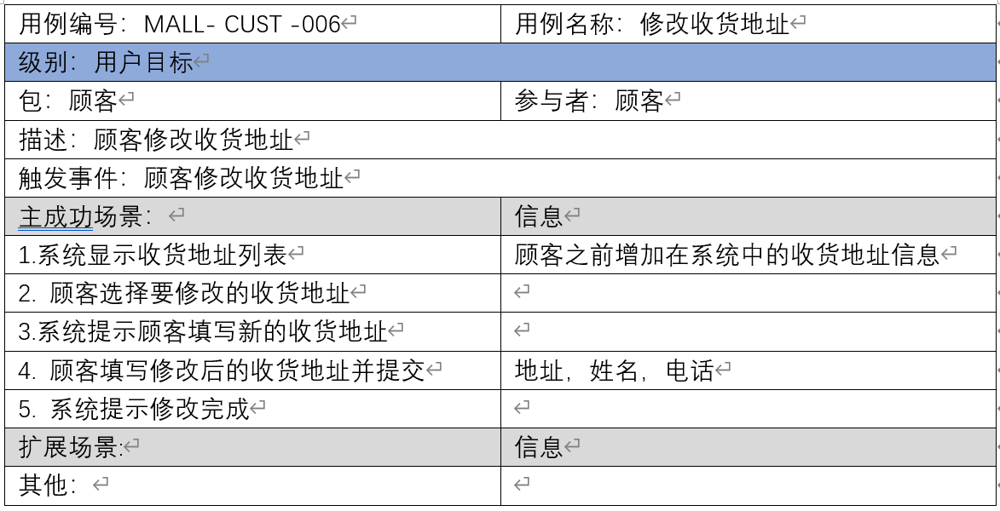 用例编号：MALL- CUST -006
用例名称：修改收货地址
级别：用户目标
包：顾客
参与者：顾客
描述：顾客修改收货地址
触发事件：顾客修改收货地址
主成功场景：
信息
1.系统显示收货地址列表
顾客之前增加在系统中的收货地址信息
2. 顾客选择要修改的收货地址
3.系统提示顾客填写新的收货地址
4. 顾客填写修改后的收货地址并提交
地址，姓名，电话
5. 系统提示修改完成
扩展场景:
信息
其他：